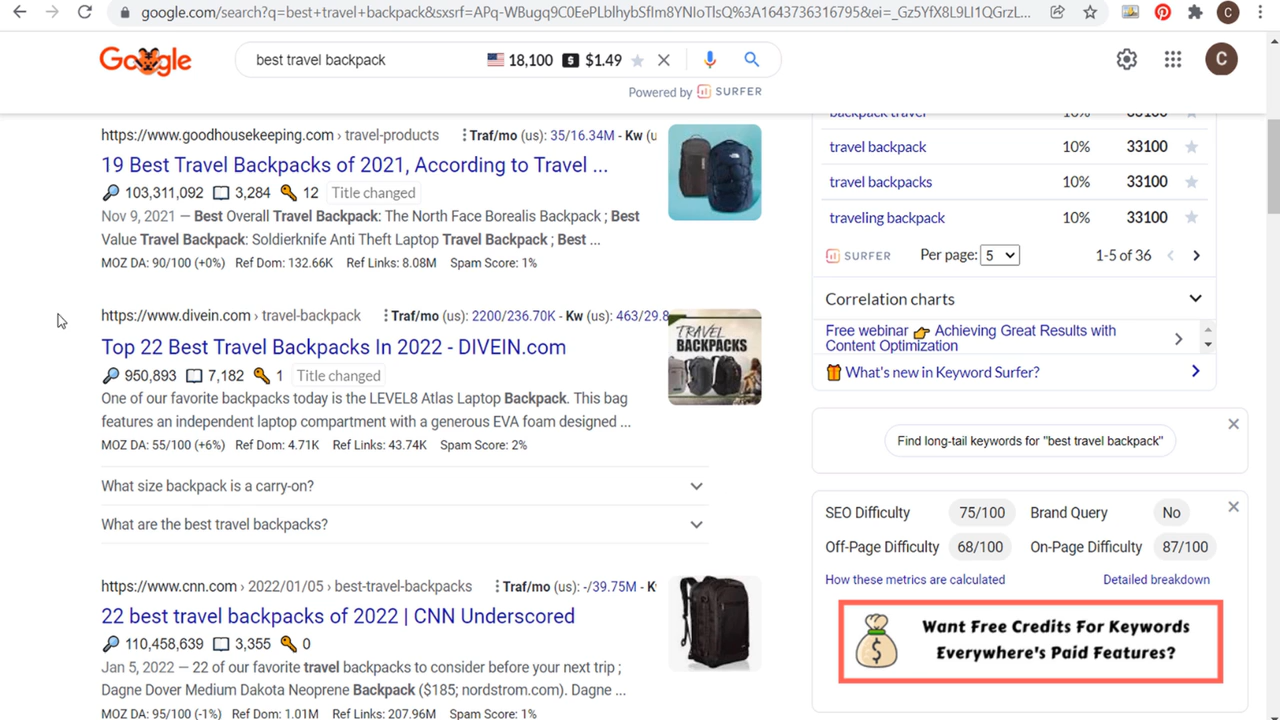 google.com/search?q=best+travel+backpack&sxsrf=APq-WBugq9C0EePLblhybSflm8YNIoTlsQ%3A1643736316795&ei=_Gz5YfX8L9LI1QGrzL...
C
Google
best travel backpack
18,100
$
$1.49
C
Powered by SURFER
https://www.goodhousekeeping.com › travel-products
Traf/mo (us): 35/16.34M - Kw (u
19 Best Travel Backpacks of 2021, According to Travel ...
103,311,092 3,284 12 Title changed
Nov 9, 2021 — Best Overall Travel Backpack: The North Face Borealis Backpack ; Best
Value Travel Backpack: Soldierknife Anti Theft Laptop Travel Backpack ; Best ...
MOZ DA: 90/100 (+0%) Ref Dom: 132.66K Ref Links: 8.08M Spam Score: 1%
https://www.divein.com › travel-backpack
Traf/mo (us): 2200/236.70K - Kw (us): 463/29.8
Top 22 Best Travel Backpacks In 2022 - DIVEIN.com
950,893 7,182 1 Title changed
One of our favorite backpacks today is the LEVEL8 Atlas Laptop Backpack. This bag
features an independent laptop compartment with a generous EVA foam designed ...
MOZ DA: 55/100 (+6%) Ref Dom: 4.71K Ref Links: 43.74K Spam Score: 2%
TRAVEL
BACKPACKS
What size backpack is a carry-on?
What are the best travel backpacks?
https://www.cnn.com › 2022/01/05 › best-travel-backpacks
Traf/mo (us): -/39.75M - K
22 best travel backpacks of 2022 | CNN Underscored
110,458,639 3,355 0
Jan 5, 2022 — 22 of our favorite travel backpacks to consider before your next trip ;
Dagne Dover Medium Dakota Neoprene Backpack ($185; nordstrom.com). Dagne ...
MOZ DA: 95/100 (-1%) Ref Dom: 1.01M Ref Links: 207.96M Spam Score: 1%
backpack travel 10% 33100
travel backpack 10% 33100
travel backpacks 10% 33100
traveling backpack 10% 33100
SURFER Per page: 5 1-5 of 36
Correlation charts
Free webinar Achieving Great Results with
Content Optimization
What's new in Keyword Surfer?
Find long-tail keywords for "best travel backpack"
SEO Difficulty 75/100 Brand Query No
Off-Page Difficulty 68/100 On-Page Difficulty 87/100
How these metrics are calculated Detailed breakdown
$
Want Free Credits For Keywords
Everywhere's Paid Features?